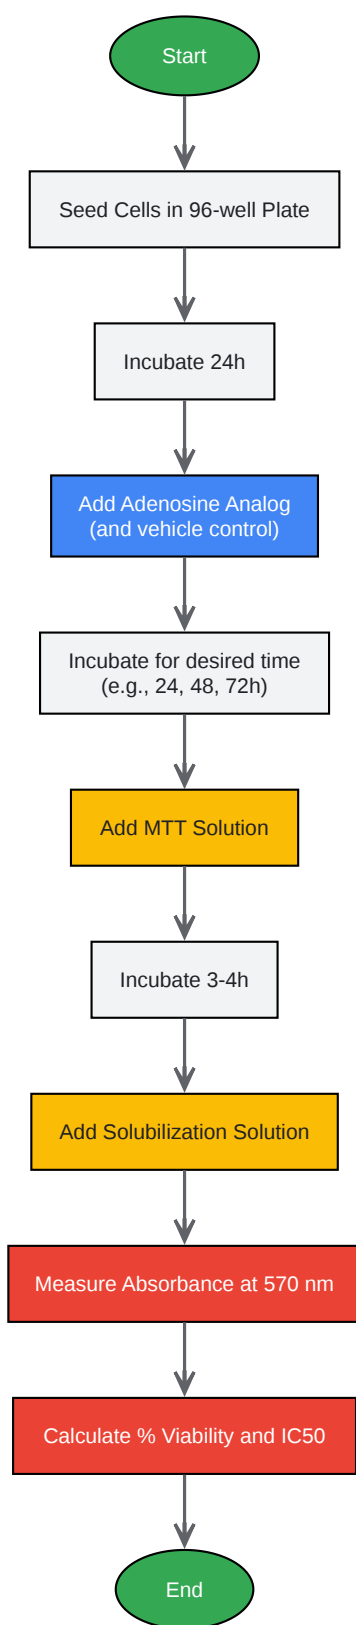 Start
Seed Cells in 96-well Plate
Incubate 24h
Add Adenosine Analog
(and vehicle control)
Incubate for desired time
(e.g., 24, 48, 72h)
Add MTT Solution
Incubate 3-4h
Add Solubilization Solution
Measure Absorbance at 570 nm
Calculate % Viability and IC50
End